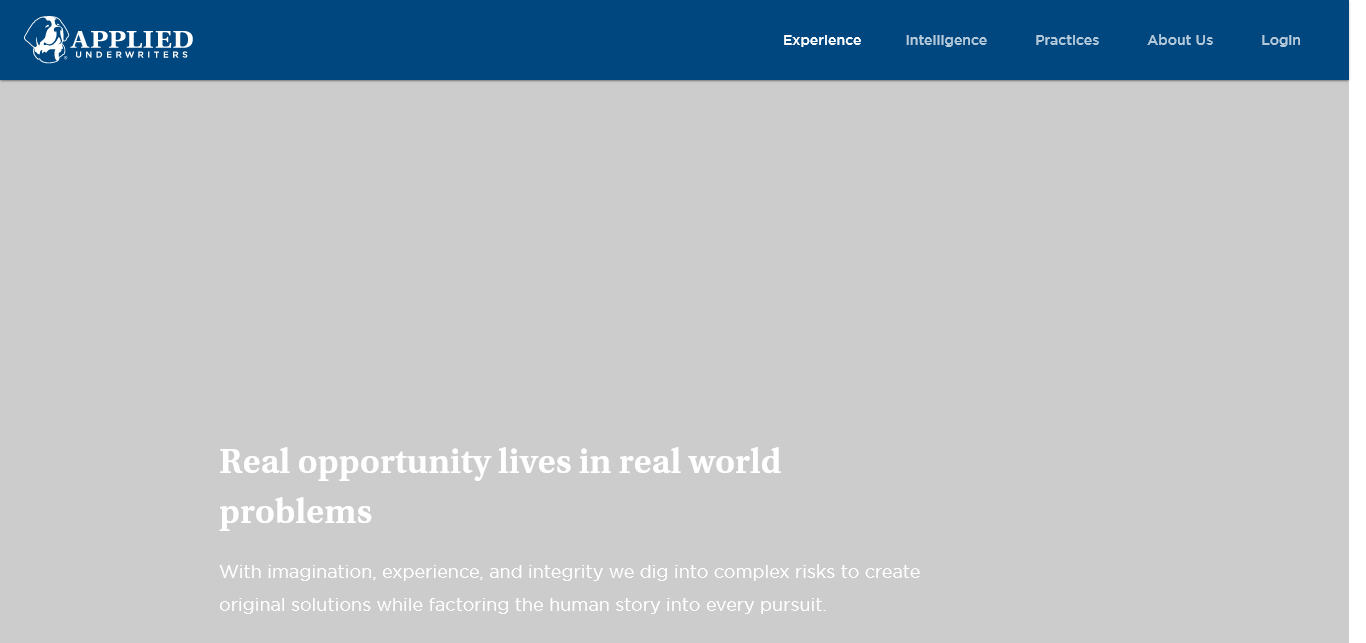 APPLIED
UNDERWRITERS
Experience
Intelligence
Practices
About Us
Login
Real opportunity lives in real world
problems
With imagination, experience, and integrity we dig into complex risks to create
original solutions while factoring the human story into every pursuit.